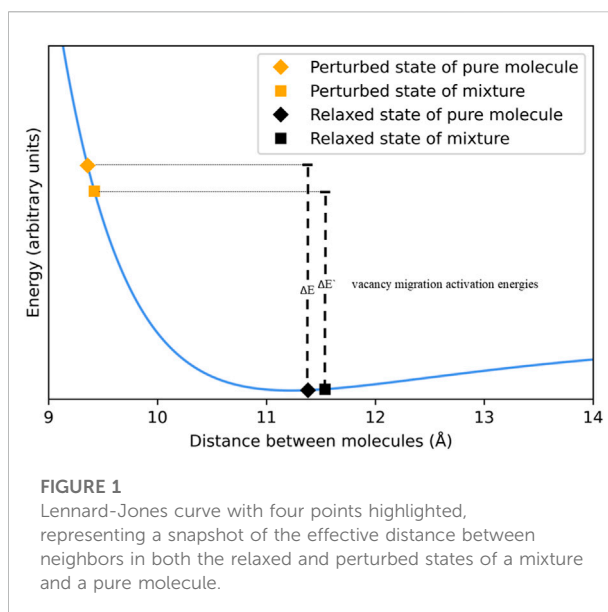 Perturbed state of pure molecule
Perturbed state of mixture
Relaxed state of pure molecule
Relaxed state of mixture
Energy (arbitrary units)
ΔE ΔE` vacancy migration activation energies
9 10 11 12 13 14
Distance between molecules (Å)
FIGURE 1
Lennard-Jones curve with four points highlighted,
representing a snapshot of the effective distance between
neighbors in both the relaxed and perturbed states of a mixture
and a pure molecule.